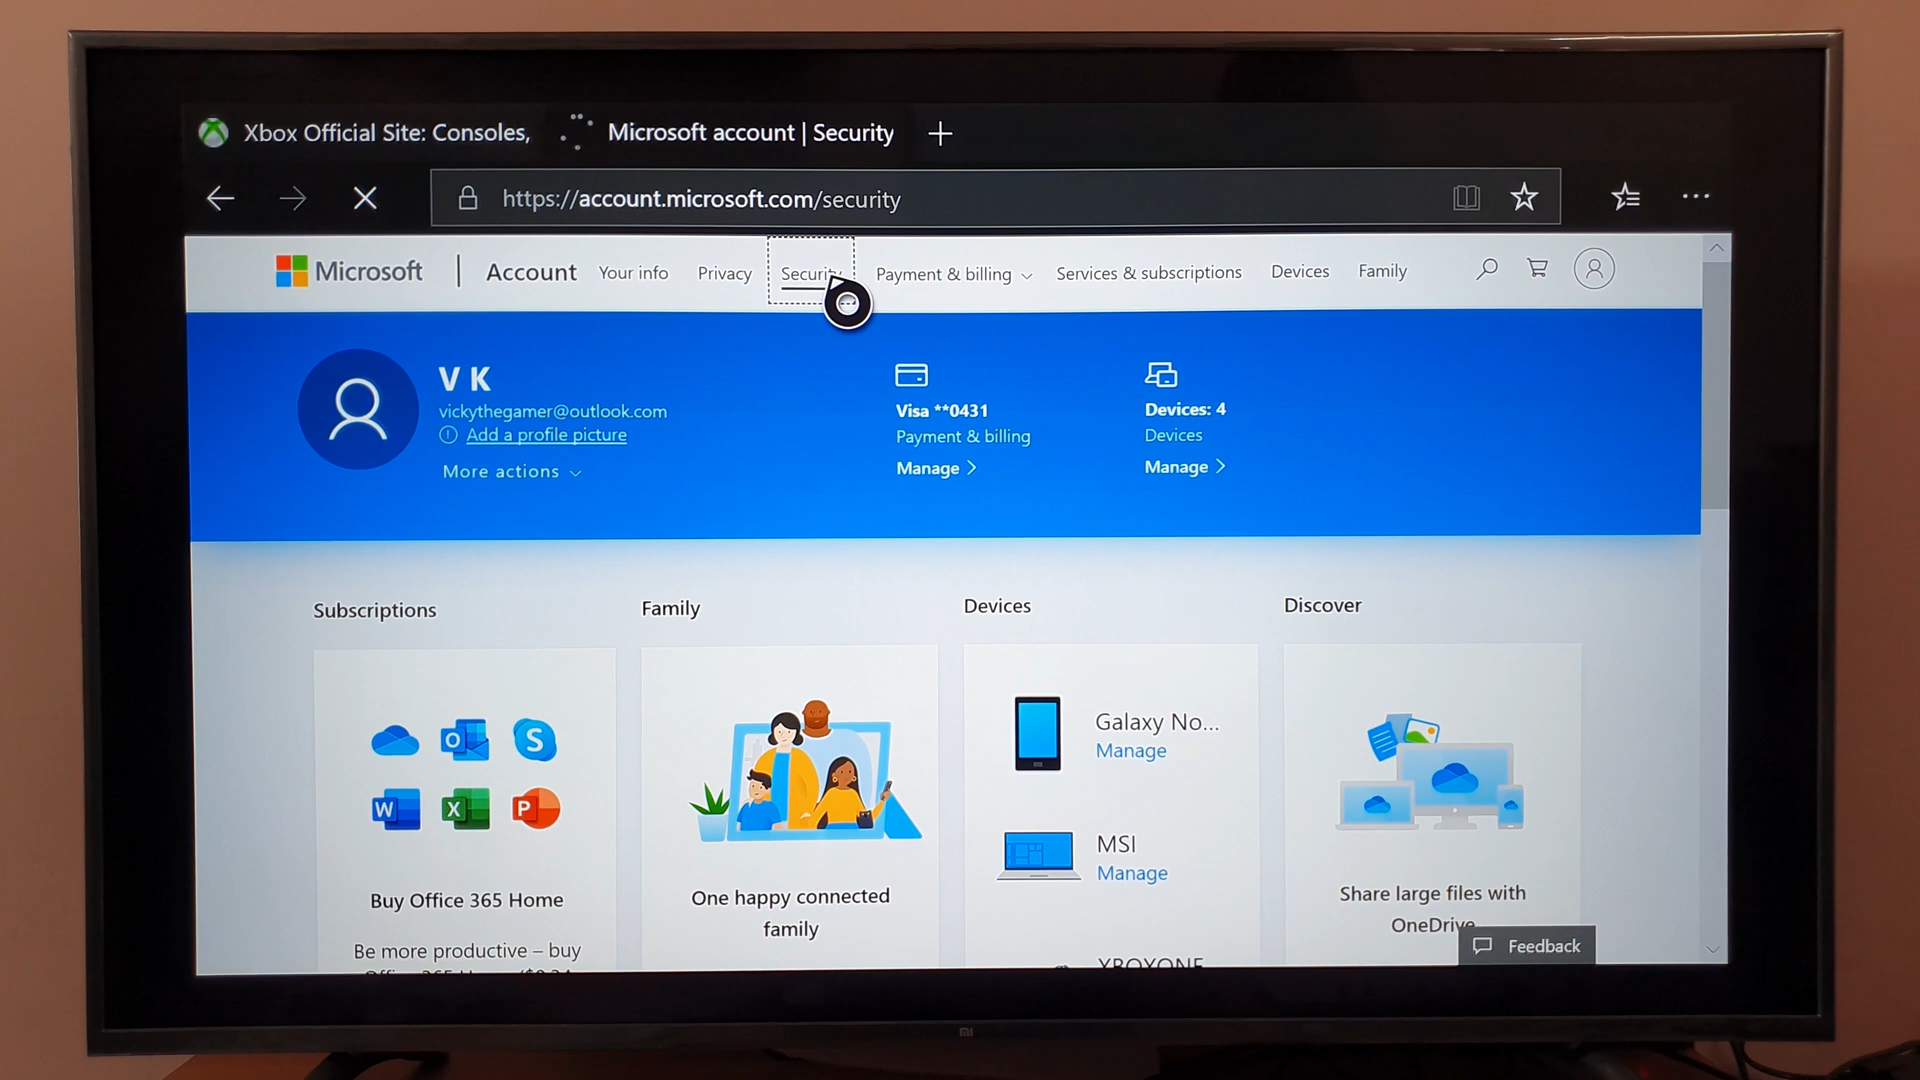 Xbox Official Site: Consoles,
Microsoft account | Security
https://account.microsoft.com/security
Microsoft | Account Your info Privacy Security Payment & billing Services & subscriptions Devices Family
V K
vickythegamer@outlook.com
Add a profile picture
More actions
Visa **0431
Payment & billing
Manage
Devices: 4
Devices
Manage
Subscriptions
Family
Devices
Discover
O
S
W
X
P
Buy Office 365 Home
Be more productive – buy
One happy connected
family
Galaxy No...
Manage
MSI
Manage
XBOXONE
Share large files with
OneDrive
Feedback
mi